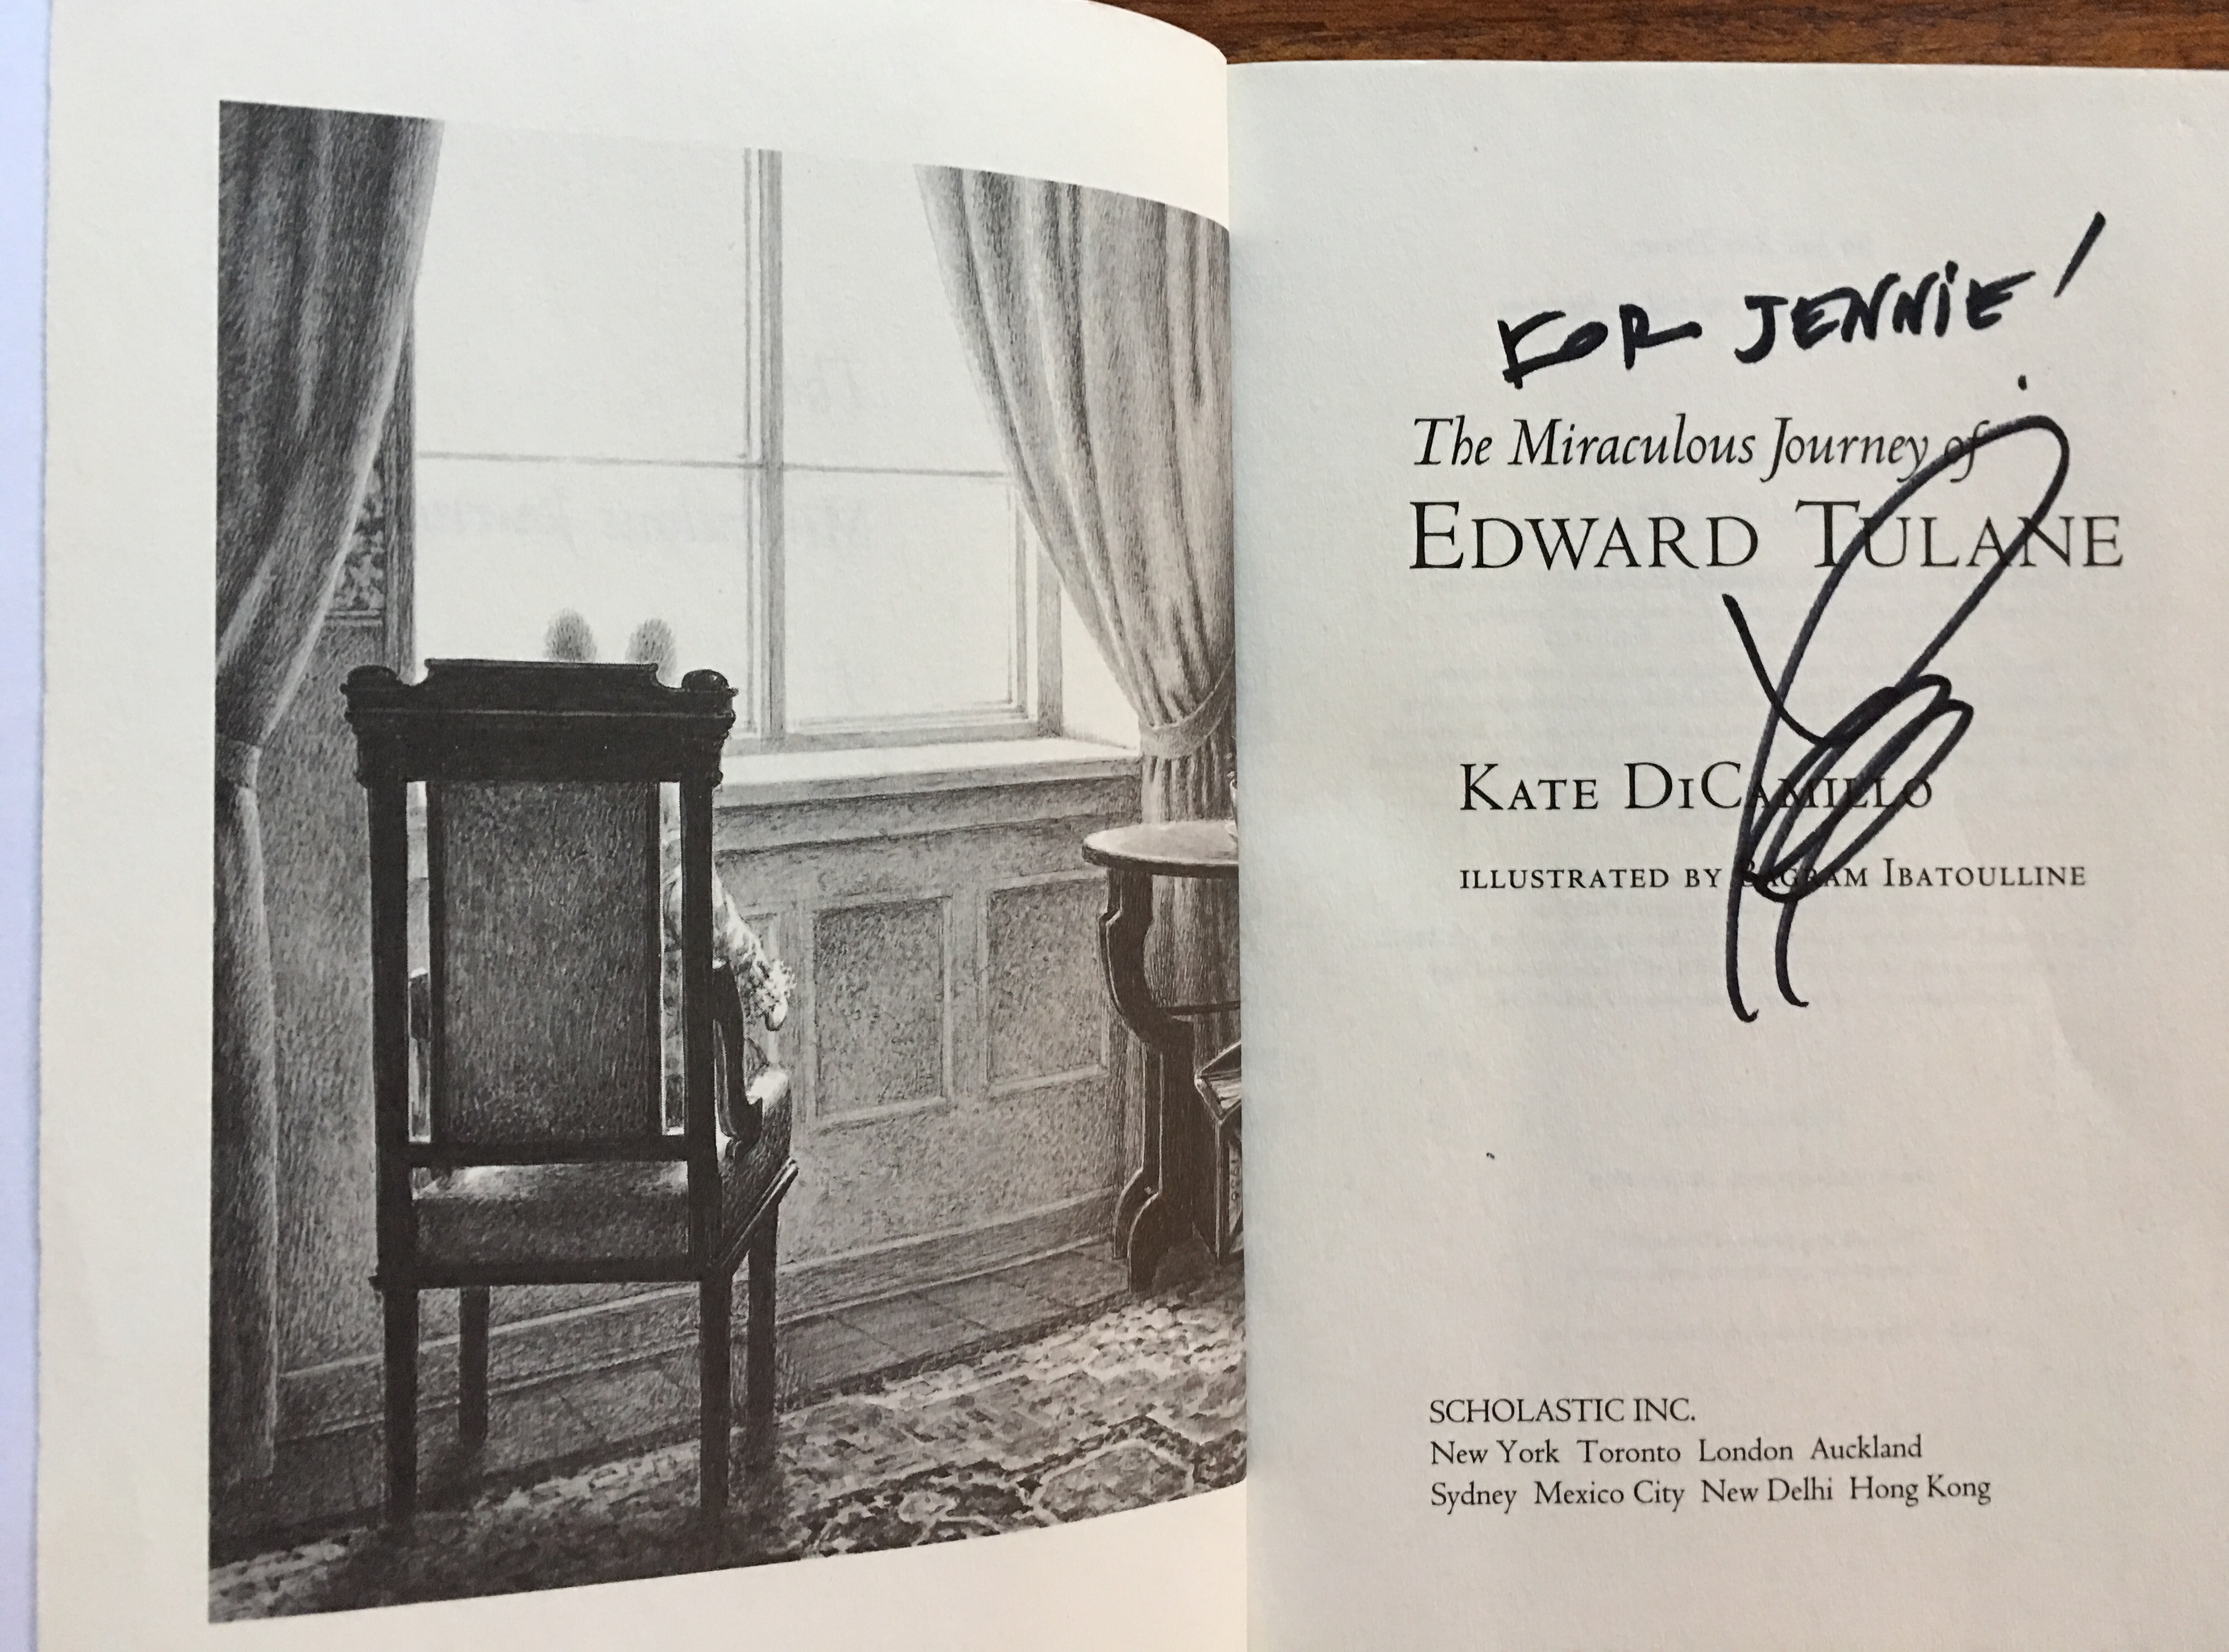 FOR JENNIE!
The Miraculous Journey of
EDWARD TULANE
KATE DICAMILLO
ILLUSTRATED BY BAGRAM IBATOULLINE
SCHOLASTIC INC.
New York Toronto London Auckland
Sydney Mexico City New Delhi Hong Kong